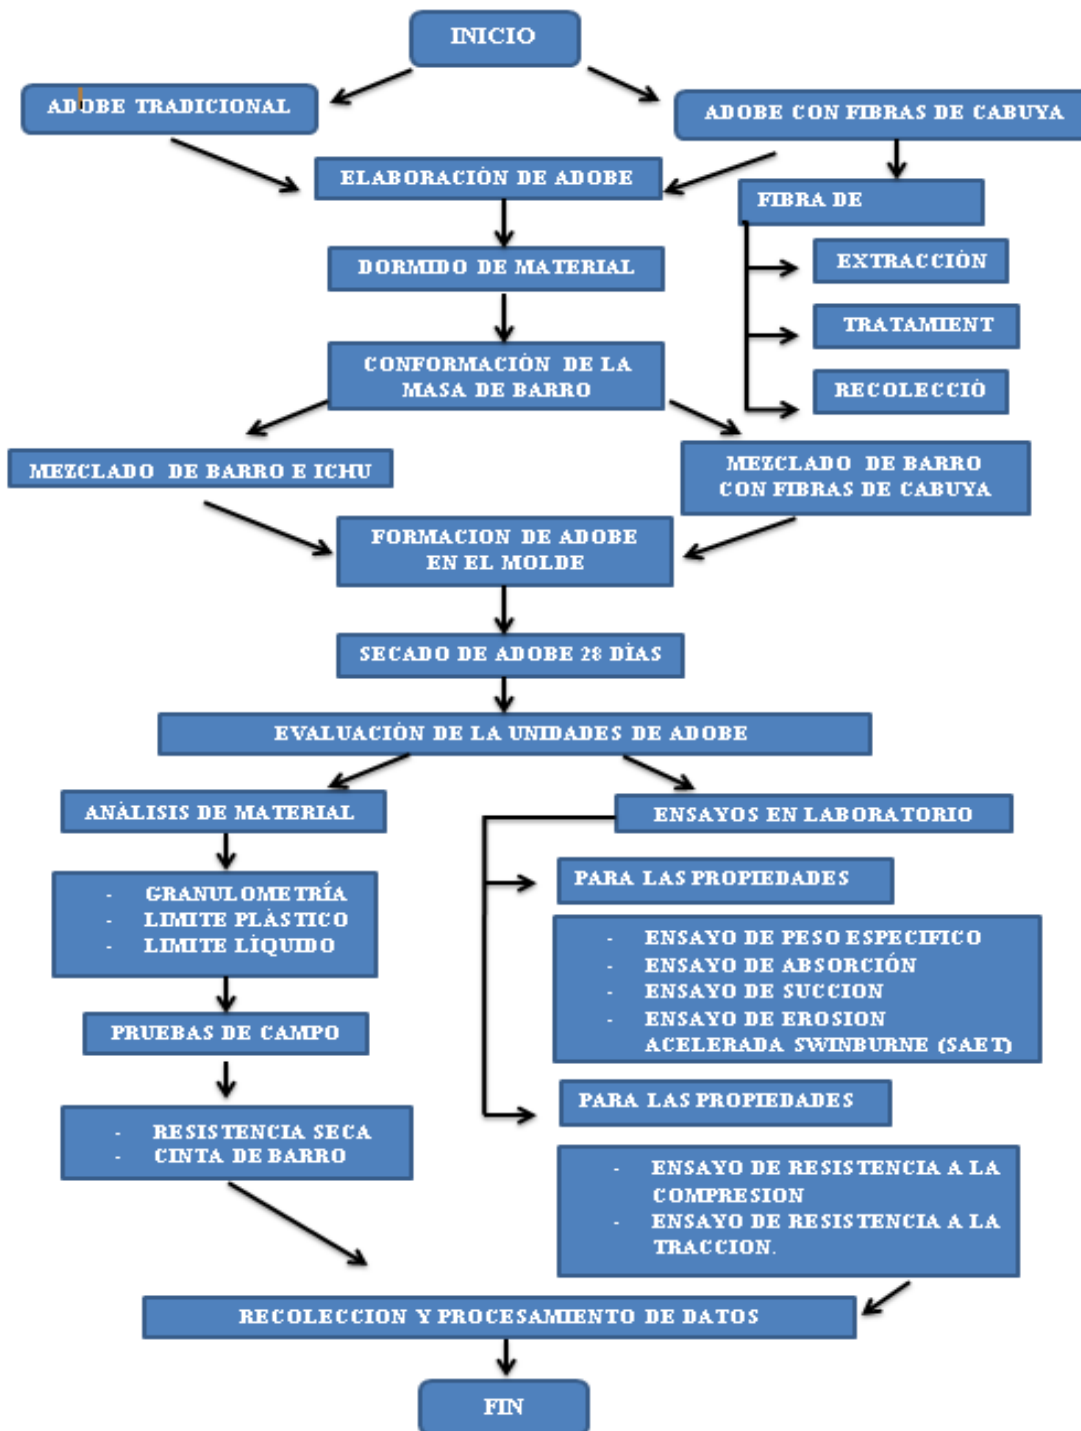 INICIO
ADOBE TRADICIONAL
ADOBE CON FIBRAS DE CABUYA
ELABORACIÓN DE ADOBE
FIBRA DE
DORMIDO DE MATERIAL
EXTRACCIÓN
TRATAMIENT
RECOLECCIÓ
CONFORMACIÓN DE LA
MASA DE BARRO
MEZCLADO DE BARRO E ICHU
MEZCLADO DE BARRO
CON FIBRAS DE CABUYA
FORMACION DE ADOBE
EN EL MOLDE
SECADO DE ADOBE 28 DÍAS
EVALUACIÓN DE LA UNIDADES DE ADOBE
ANÁLISIS DE MATERIAL
- GRANULOMETRÍA
- LIMITE PLÁSTICO
- LIMITE LÍQUIDO
PRUEBAS DE CAMPO
- RESISTENCIA SECA
- CINTA DE BARRO
ENSAYOS EN LABORATORIO
PARA LAS PROPIEDADES
- ENSAYO DE PESO ESPECIFICO
- ENSAYO DE ABSORCIÓN
- ENSAYO DE SUCCION
- ENSAYO DE EROSION
ACELERADA SWINBURNE (SAET)
PARA LAS PROPIEDADES
- ENSAYO DE RESISTENCIA A LA
COMPRESION
- ENSAYO DE RESISTENCIA A LA
TRACCION.
RECOLECCION Y PROCESAMIENTO DE DATOS
FIN